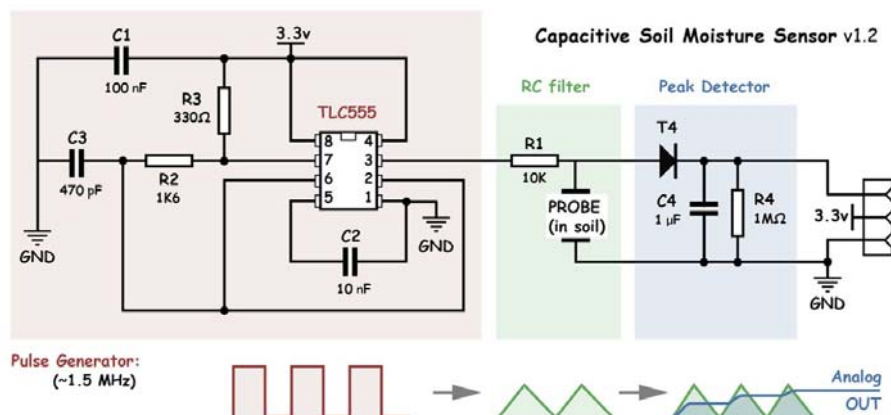 Capacitive Soil Moisture Sensor v1.2
C1
100 nF
3.3v
R3
330Ω
TLC555
C3
470 pF
R2
1K6
8
7
6
5
4
3
2
1
C2
10 nF
GND
GND
RC filter
R1
10K
PROBE
(in soil)
Peak Detector
T4
C4
1 µF
R4
1MΩ
3.3v
GND
Pulse Generator:
(~1.5 MHz)
Analog
OUT